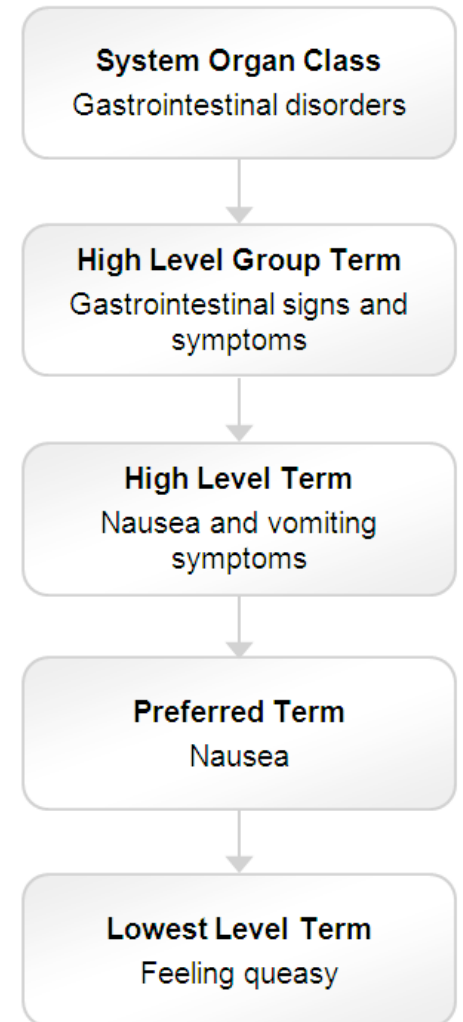 System Organ Class
Gastrointestinal disorders
High Level Group Term
Gastrointestinal signs and
symptoms
High Level Term
Nausea and vomiting
symptoms
Preferred Term
Nausea
Lowest Level Term
Feeling queasy